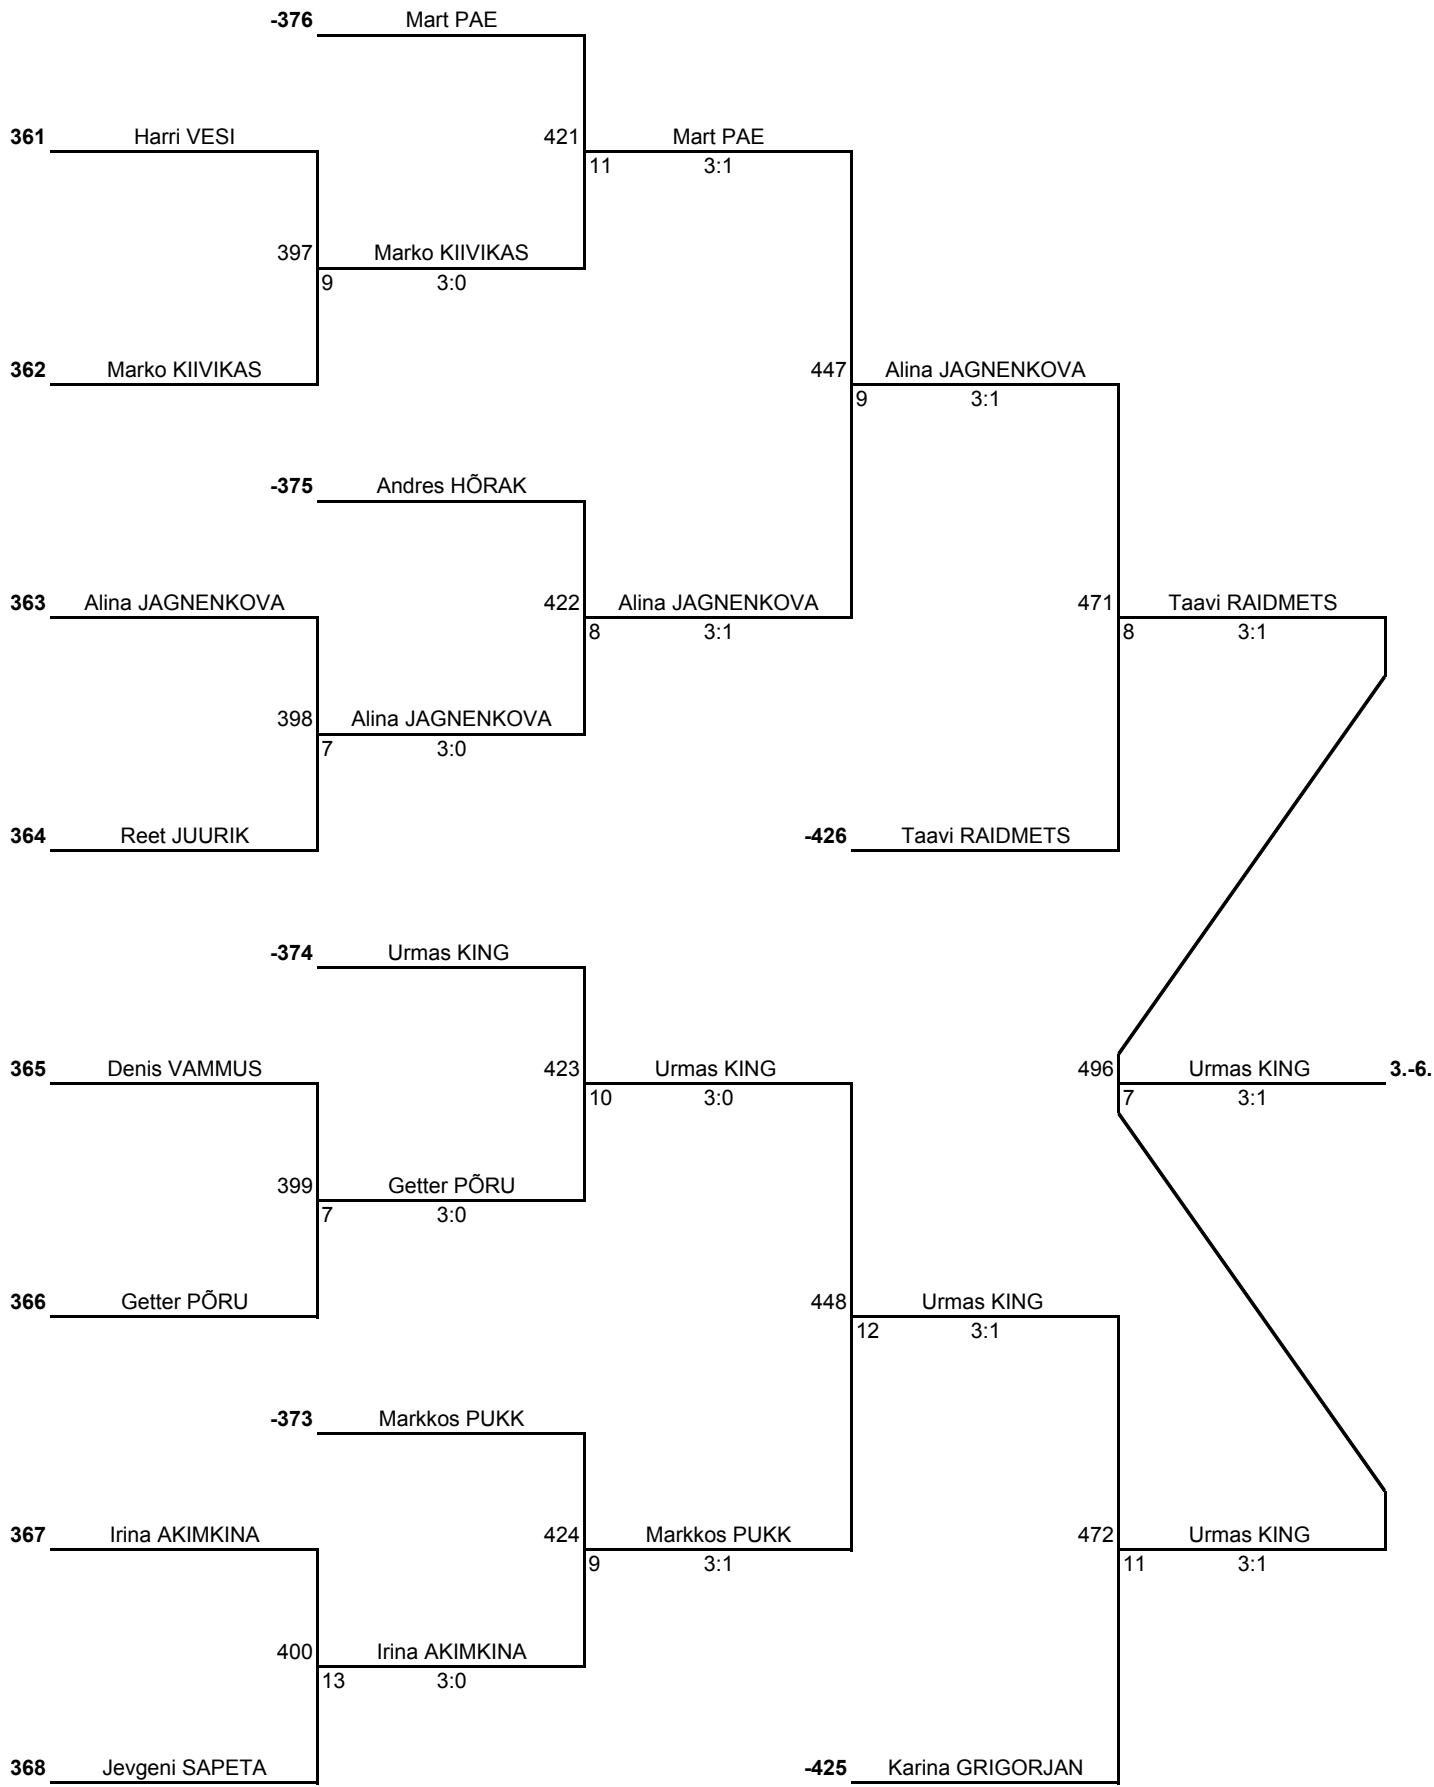 -376 Mart PAE
361 Harri VESI 421 Mart PAE
11 3:1
397 Marko KIIVIKAS
9 3:0
362 Marko KIIVIKAS 447 Alina JAGNENKOVA
9 3:1
-375 Andres HÕRAK
363 Alina JAGNENKOVA 422 Alina JAGNENKOVA 471 Taavi RAIDMETS
8 3:1 8 3:1
398 Alina JAGNENKOVA
7 3:0
364 Reet JUURIK -426 Taavi RAIDMETS
-374 Urmas KING
365 Denis VAMMUS 423 Urmas KING 496 Urmas KING 3.-6.
10 3:0 7 3:1
399 Getter PÕRU
7 3:0
366 Getter PÕRU 448 Urmas KING
12 3:1
-373 Markkos PUKK
367 Irina AKIMKINA 424 Markkos PUKK 472 Urmas KING
9 3:1 11 3:1
400 Irina AKIMKINA
13 3:0
368 Jevgeni SAPETA -425 Karina GRIGORJAN